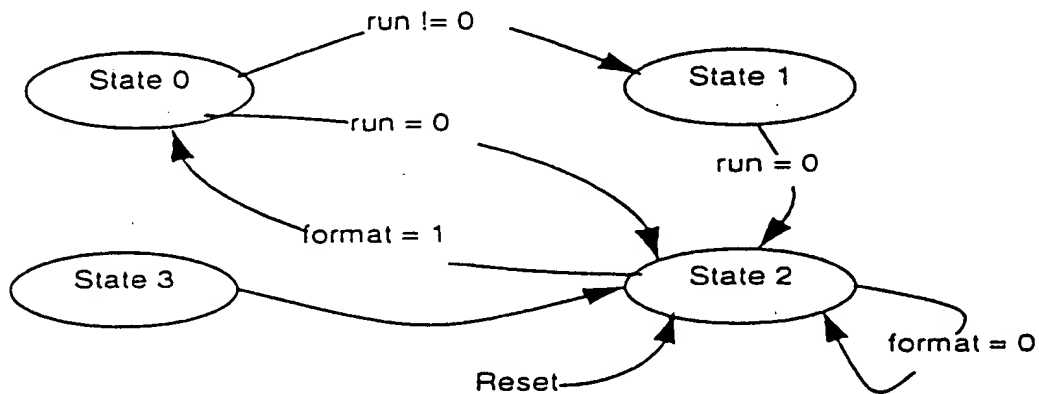 run != 0
State 0
State 1
run = 0
run = 0
format = 1
State 3
State 2
format = 0
Reset